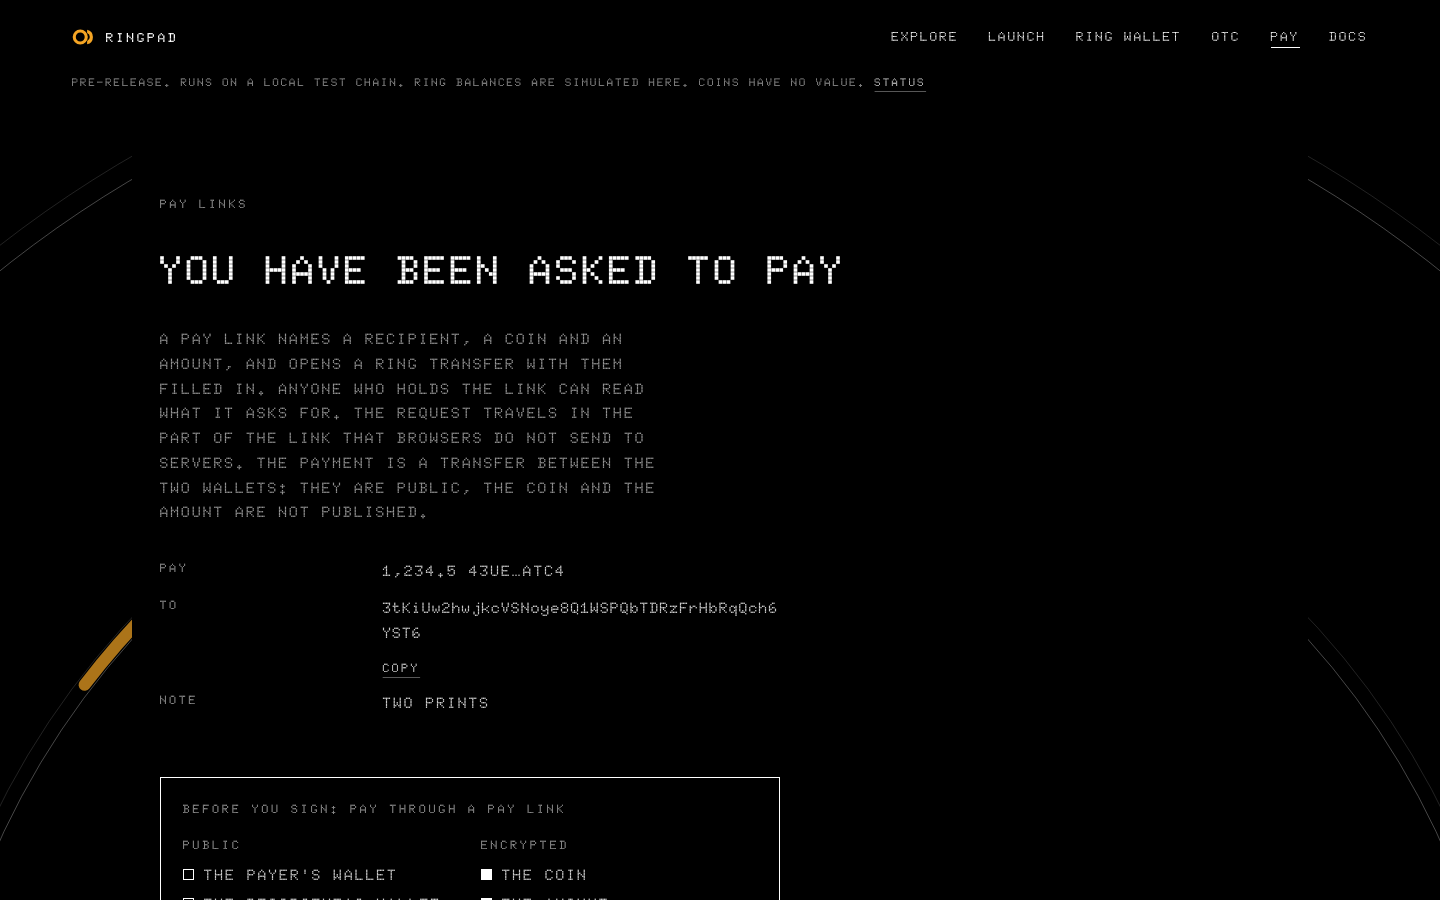 RINGPAD
EXPLORE LAUNCH RING WALLET OTC PAY DOCS
PRE-RELEASE. RUNS ON A LOCAL TEST CHAIN. RING BALANCES ARE SIMULATED HERE. COINS HAVE NO VALUE. STATUS
PAY LINKS
YOU HAVE BEEN ASKED TO PAY
A PAY LINK NAMES A RECIPIENT, A COIN AND AN
AMOUNT, AND OPENS A RING TRANSFER WITH THEM
FILLED IN. ANYONE WHO HOLDS THE LINK CAN READ
WHAT IT ASKS FOR. THE REQUEST TRAVELS IN THE
PART OF THE LINK THAT BROWSERS DO NOT SEND TO
SERVERS. THE PAYMENT IS A TRANSFER BETWEEN THE
TWO WALLETS: THEY ARE PUBLIC, THE COIN AND THE
AMOUNT ARE NOT PUBLISHED.
PAY 1,234.5 43UE…ATC4
TO 3tKiUw2hwjkcVSNoye8Q1WSPQbTDRzFrHbRqQch6
YST6
COPY
NOTE TWO PRINTS
BEFORE YOU SIGN: PAY THROUGH A PAY LINK
PUBLIC ENCRYPTED
THE PAYER'S WALLET THE COIN